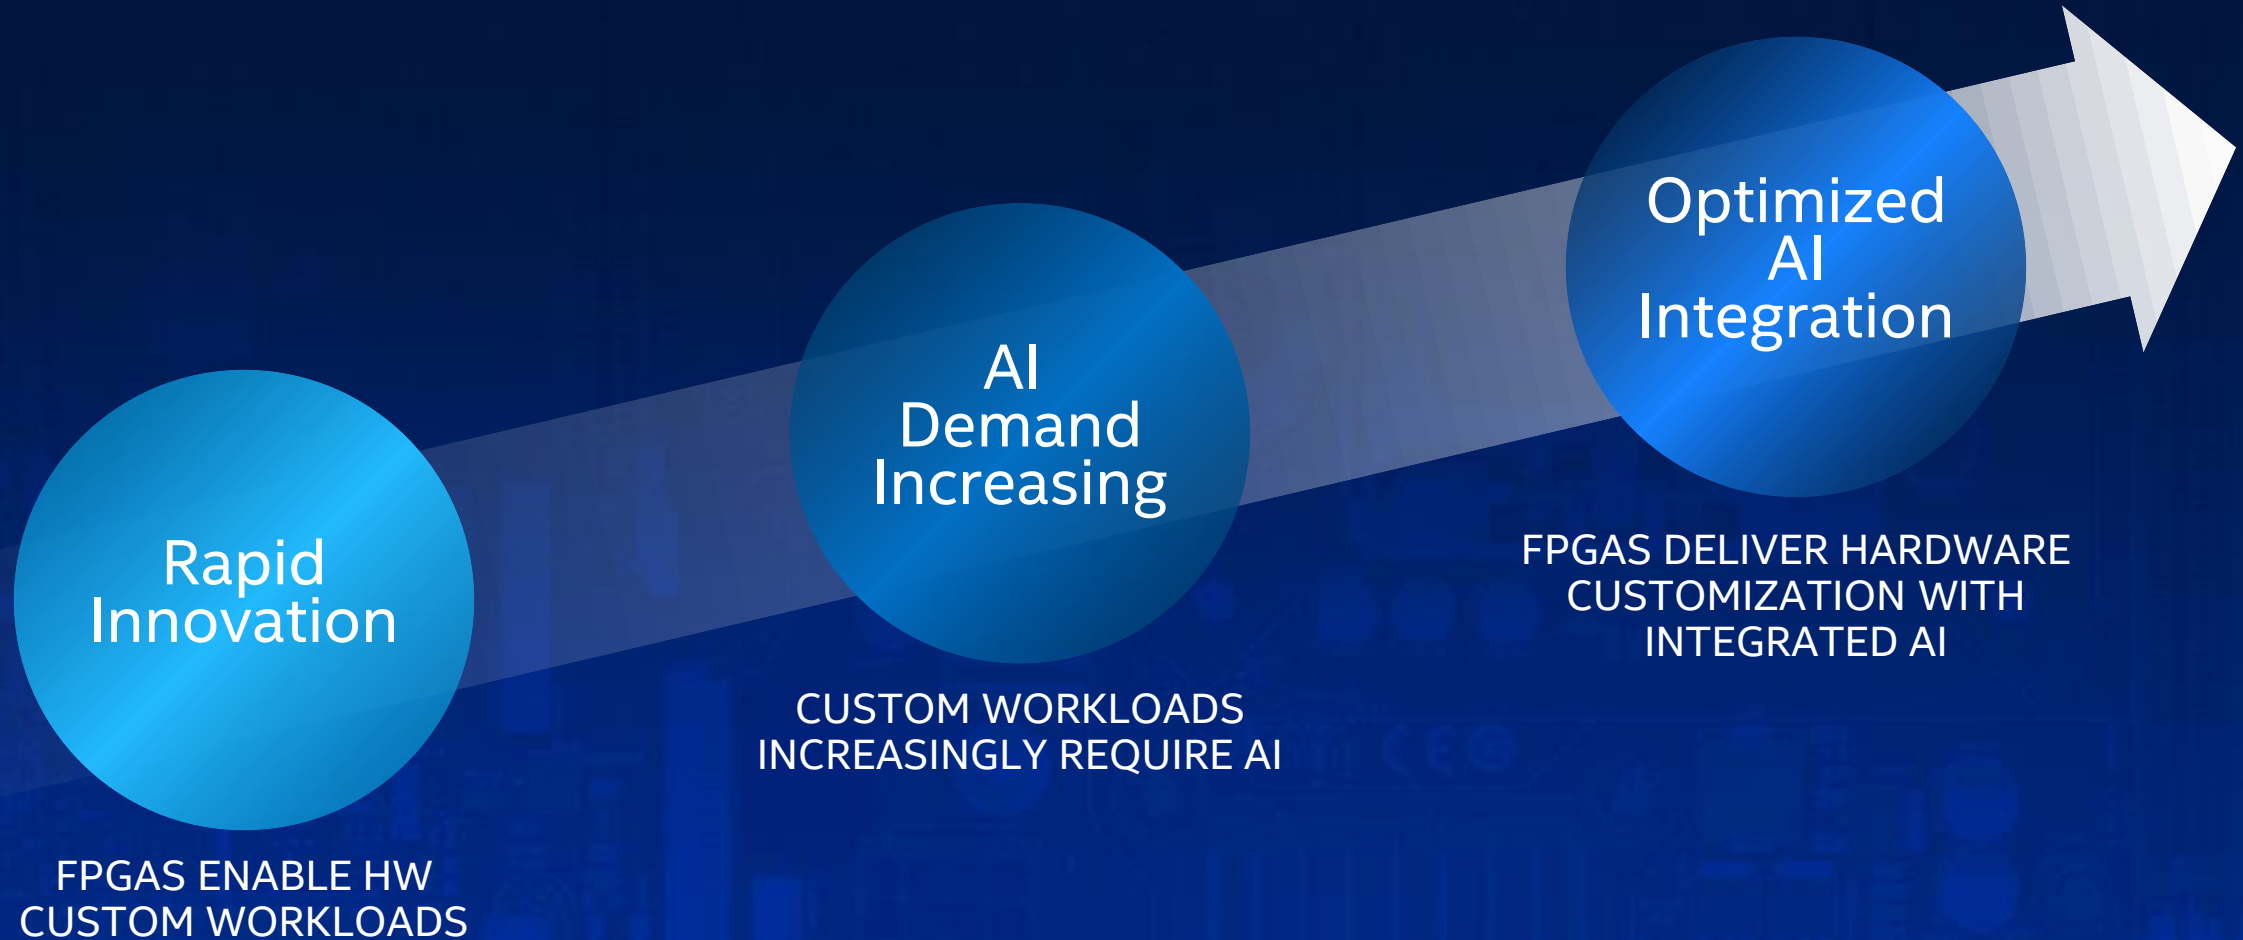 Rapid
Innovation
FPGAS ENABLE HW
CUSTOM WORKLOADS
AI
Demand
Increasing
CUSTOM WORKLOADS
INCREASINGLY REQUIRE AI
Optimized
AI
Integration
FPGAS DELIVER HARDWARE
CUSTOMIZATION WITH
INTEGRATED AI